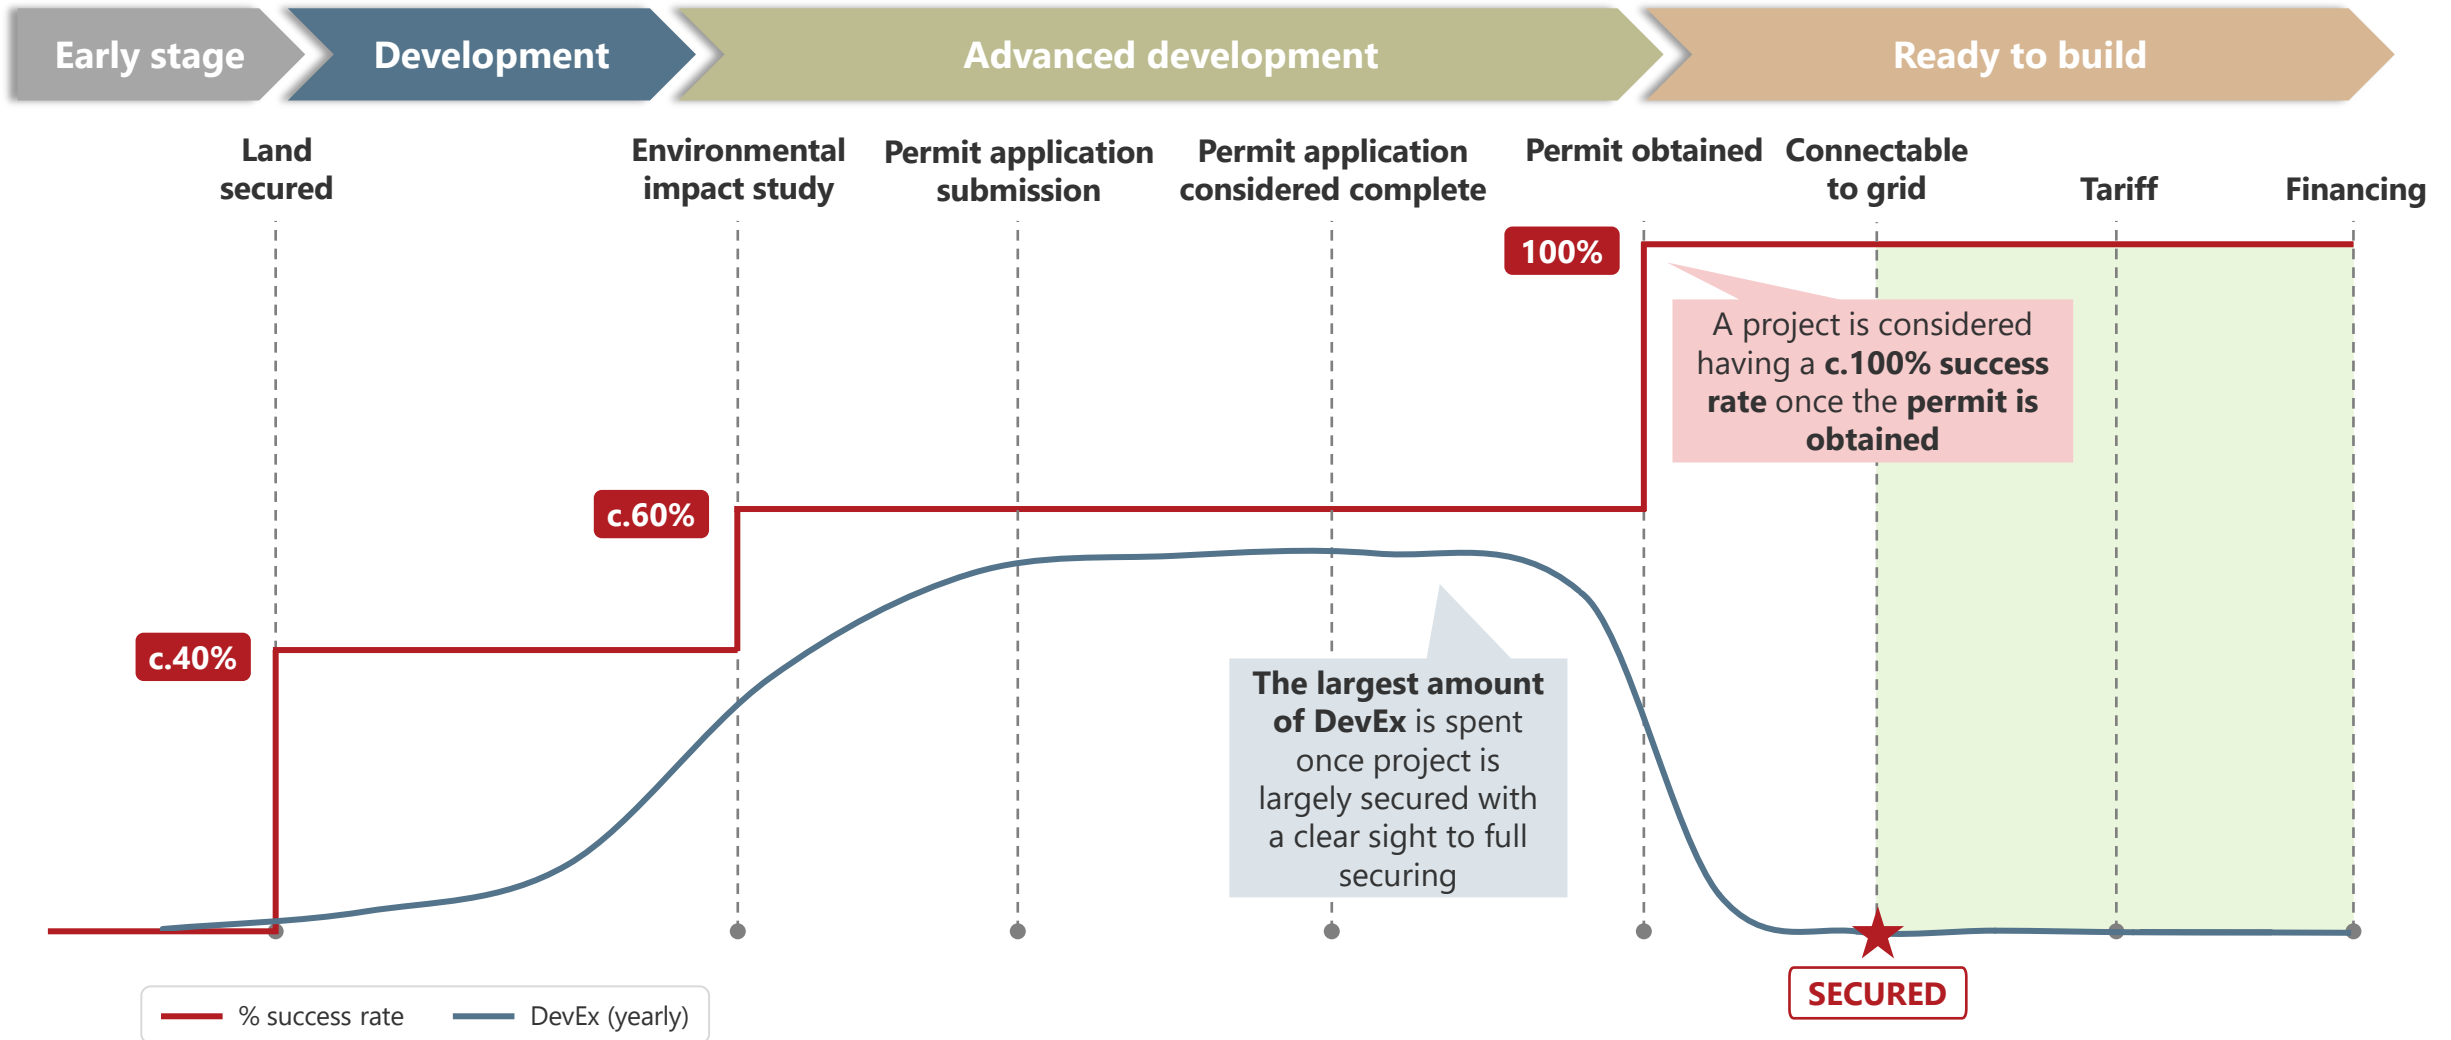 Early stage
Development
Advanced development
Ready to build
Land
secured
Environmental
impact study
Permit application
submission
Permit application
considered complete
Permit obtained
Connectable
to grid
Tariff
Financing
100%
A project is considered
having a c.100% success
rate once the permit is
obtained
c.60%
c.40%
The largest amount
of DevEx is spent
once project is
largely secured with
a clear sight to full
securing
SECURED
% success rate
DevEx (yearly)